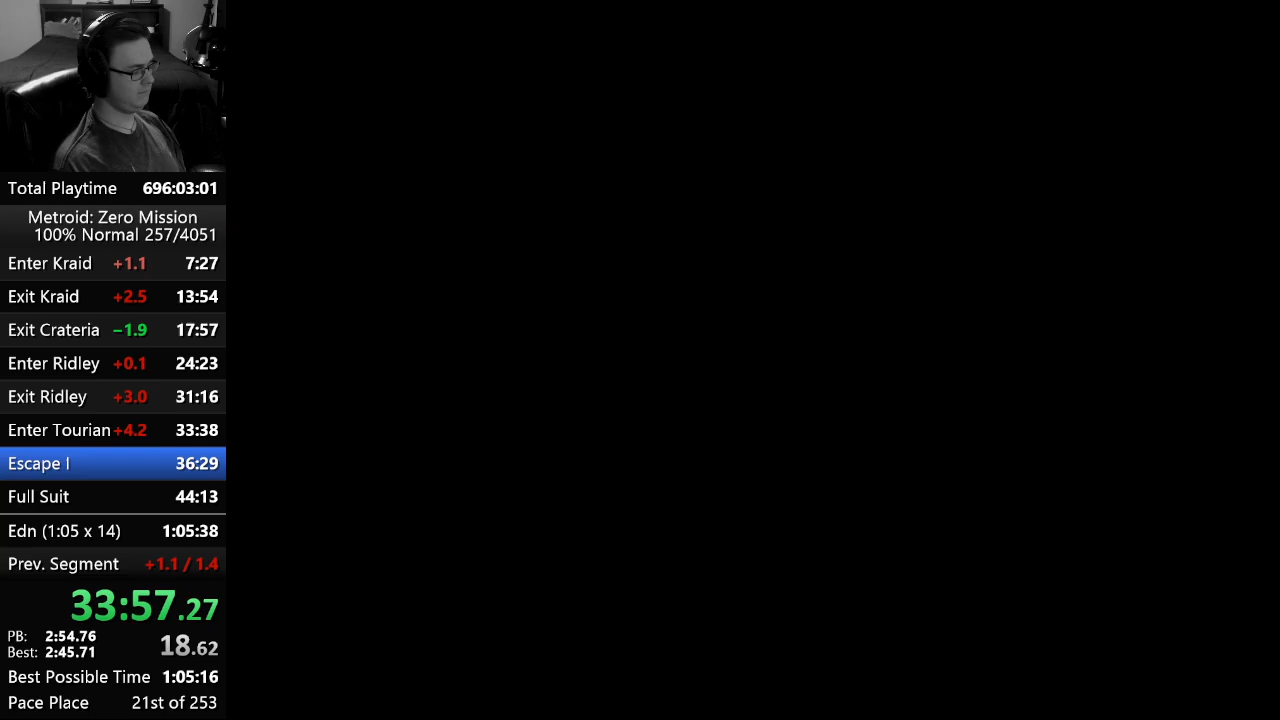 Total Playtime 696:03:01
Metroid: Zero Mission
100% Normal 257/4051
Enter Kraid +1.1 7:27
Exit Kraid +2.5 13:54
Exit Crateria −1.9 17:57
Enter Ridley +0.1 24:23
Exit Ridley +3.0 31:16
Enter Tourian +4.2 33:38
Escape I 36:29
Full Suit 44:13
Edn (1:05 x 14) 1:05:38
Prev. Segment +1.1 / 1.4
33:57.27
PB: 2:54.76
Best: 2:45.71
18.62
Best Possible Time 1:05:16
Pace Place 21st of 253